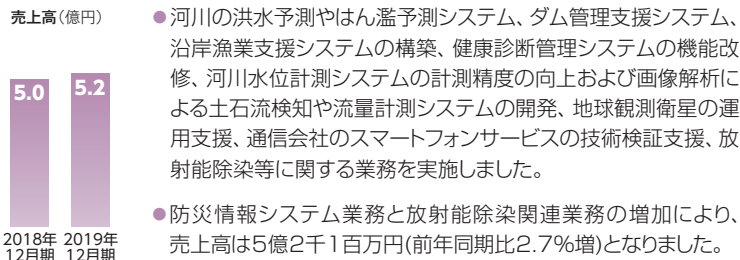 売上高(億円)
5.0
5.2
2018年
12月期
2019年
12月期
●河川の洪水予測やはん濫予測システム、ダム管理支援システム、
沿岸漁業支援システムの構築、健康診断管理システムの機能改
修、河川水位計測システムの計測精度の向上および画像解析に
よる土石流検知や流量計測システムの開発、地球観測衛星の運
用支援、通信会社のスマートフォンサービスの技術検証支援、放
射能除染等に関する業務を実施しました。
●防災情報システム業務と放射能除染関連業務の増加により、
売上高は5億2千1百万円(前年同期比2.7%増)となりました。